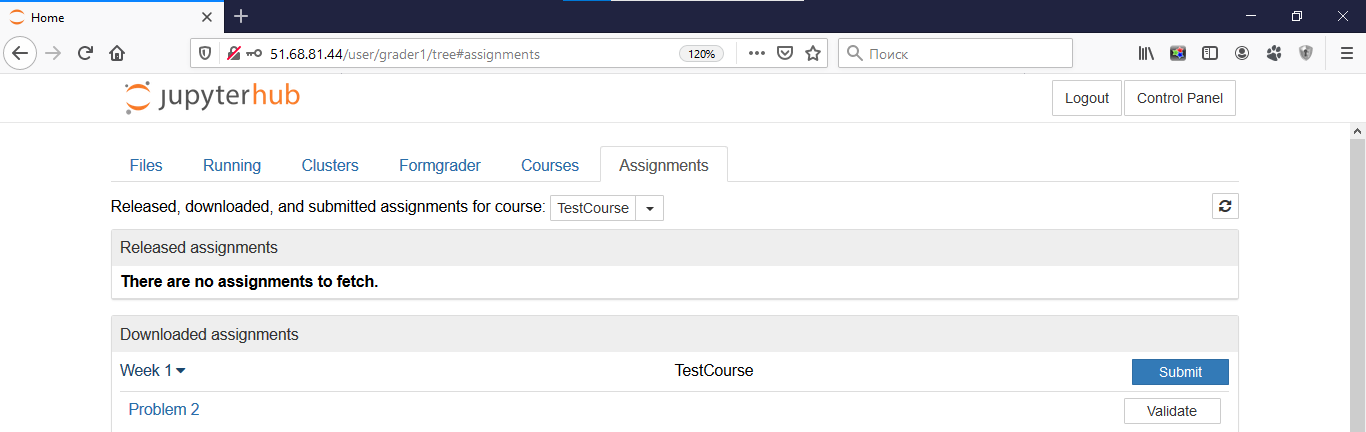 Home
51.68.81.44/user/grader1/tree#assignments 120% Поиск
jupyterhub Logout Control Panel
Files Running Clusters Formgrader Courses Assignments
Released, downloaded, and submitted assignments for course: TestCourse
Released assignments
There are no assignments to fetch.
Downloaded assignments
Week 1 TestCourse Submit
Problem 2 Validate